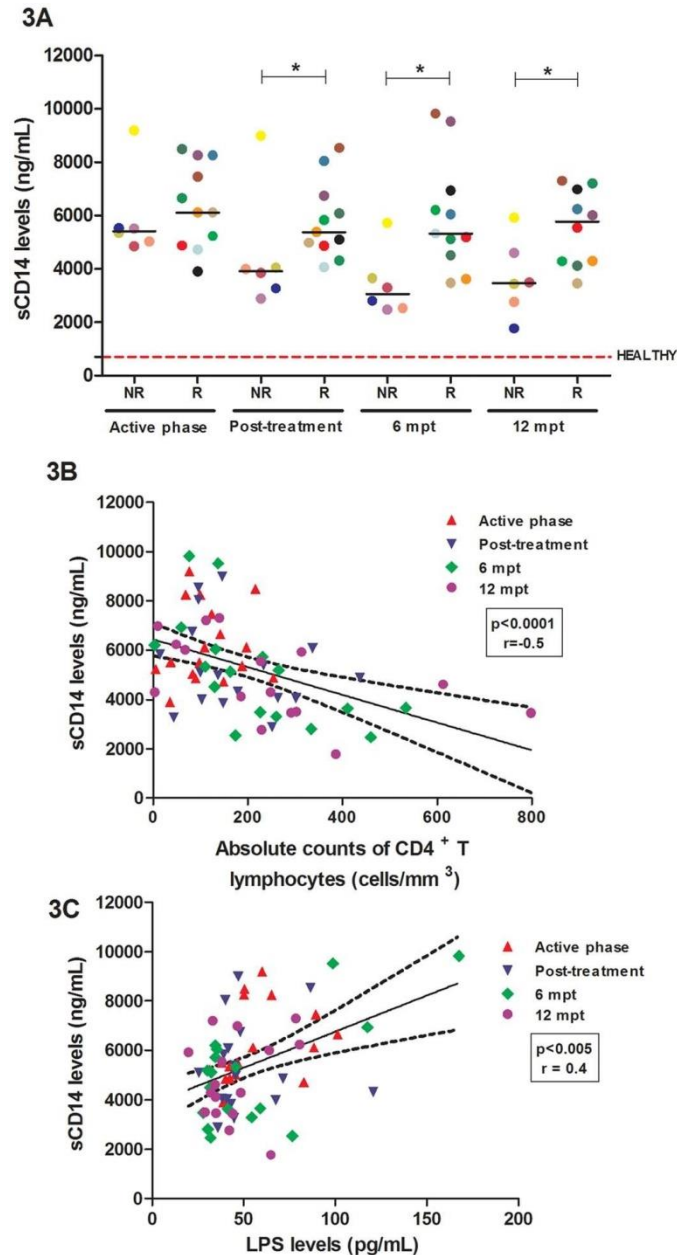 3A
sCD14 levels (ng/mL)
12000
10000
8000
6000
4000
2000
0
*
*
*
HEALTHY
NR R NR R NR R NR R
Active phase Post-treatment 6 mpt 12 mpt
3B
sCD14 levels (ng/mL)
12000
10000
8000
6000
4000
2000
0
0 200 400 600 800
Absolute counts of CD4 + T
lymphocytes (cells/mm 3)
Active phase
Post-treatment
6 mpt
12 mpt
p<0.0001
r=-0.5
3C
sCD14 levels (ng/mL)
12000
10000
8000
6000
4000
2000
0
0 50 100 150 200
LPS levels (pg/mL)
Active phase
Post-treatment
6 mpt
12 mpt
p<0.005
r = 0.4